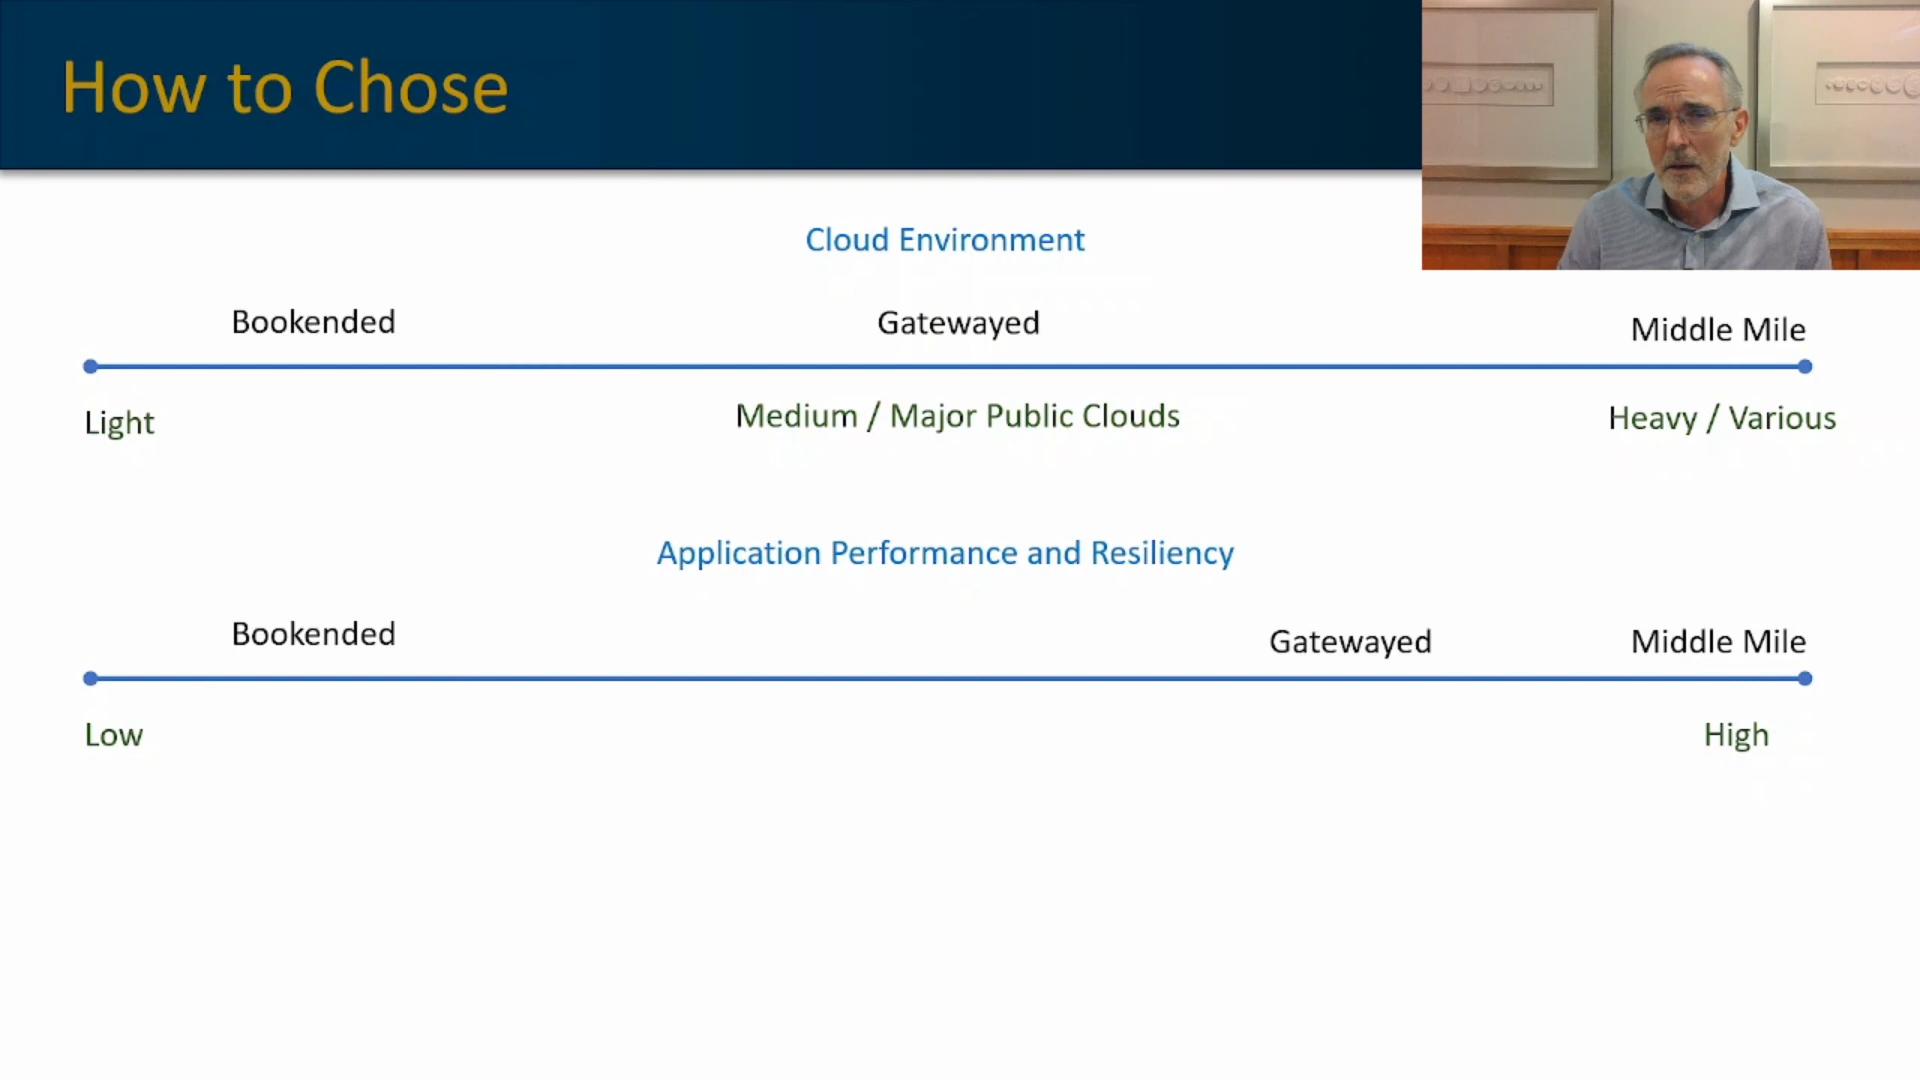 How to Chose
Cloud Environment
Bookended
Gatewayed
Middle Mile
Light
Medium / Major Public Clouds
Heavy / Various
Application Performance and Resiliency
Bookended
Gatewayed
Middle Mile
Low
High